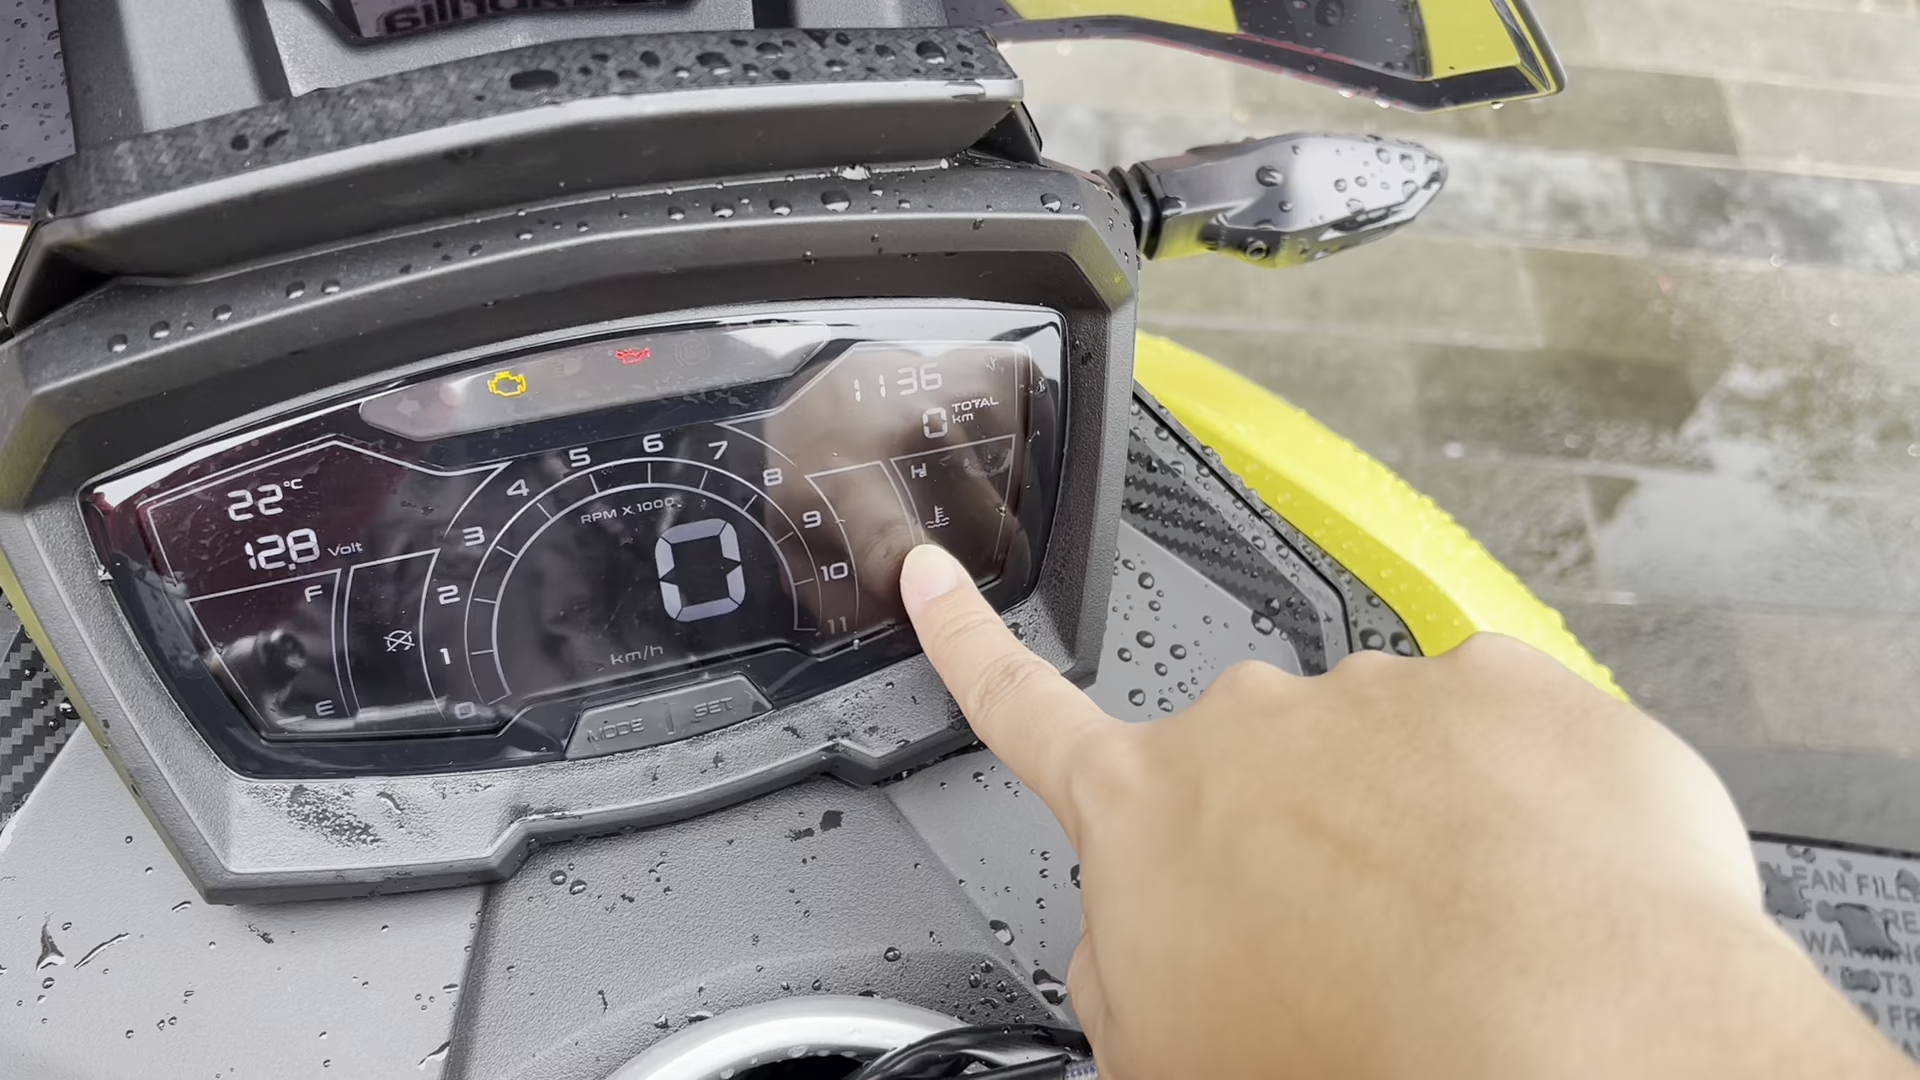 1136
TOTAL
0 km
22°C
12.8 Volt
F
E
H
0
1
2
3
4
5
6
7
8
9
10
11
RPM X 1000
0
km/h
MODE
SET
WARNING